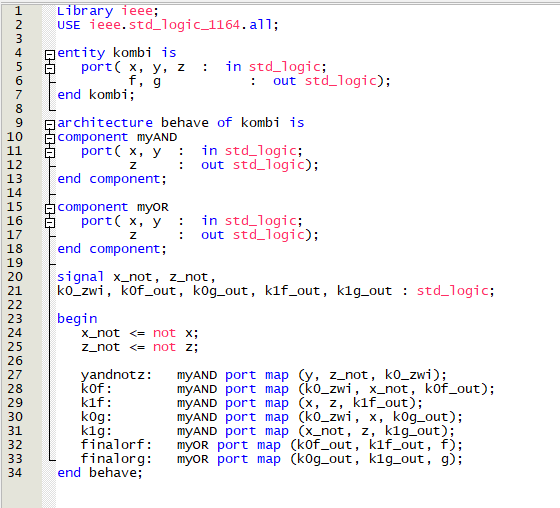 1 Library ieee;
2 USE ieee.std_logic_1164.all;
3
4 entity kombi is
5 port( x, y, z : in std_logic;
6 f, g : out std_logic);
7 end kombi;
8
9 architecture behave of kombi is
10 component myAND
11 port( x, y : in std_logic;
12 z : out std_logic);
13 end component;
14
15 component myOR
16 port( x, y : in std_logic;
17 z : out std_logic);
18 end component;
19
20 signal x_not, z_not,
21 k0_zwi, k0f_out, k0g_out, k1f_out, k1g_out : std_logic;
22
23 begin
24 x_not <= not x;
25 z_not <= not z;
26
27 yandnotz: myAND port map (y, z_not, k0_zwi);
28 k0f: myAND port map (k0_zwi, x_not, k0f_out);
29 k1f: myAND port map (x, z, k1f_out);
30 k0g: myAND port map (k0_zwi, x, k0g_out);
31 k1g: myAND port map (x_not, z, k1g_out);
32 finalorf: myOR port map (k0f_out, k1f_out, f);
33 finalorg: myOR port map (k0g_out, k1g_out, g);
34 end behave;